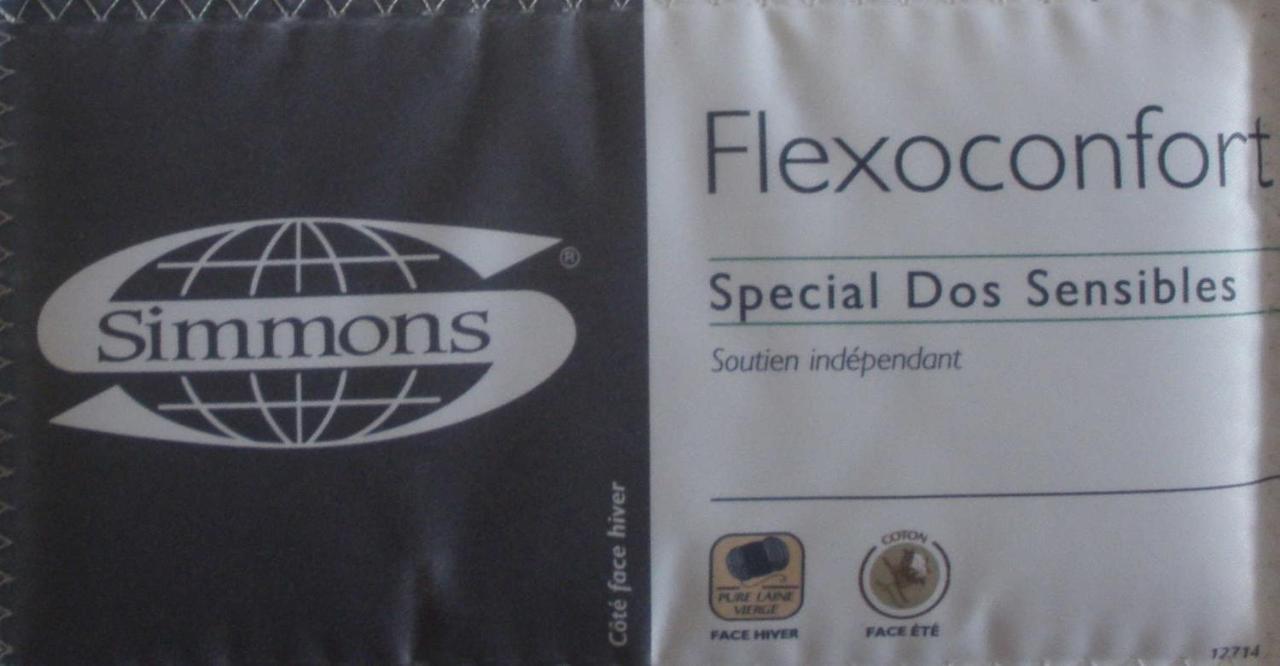 Simmons
®
Côté face hiver
Flexoconfort
Special Dos Sensibles
Soutien indépendant
PURE LAINE
VIERGE
FACE HIVER
COTON
FACE ÉTÉ
12714